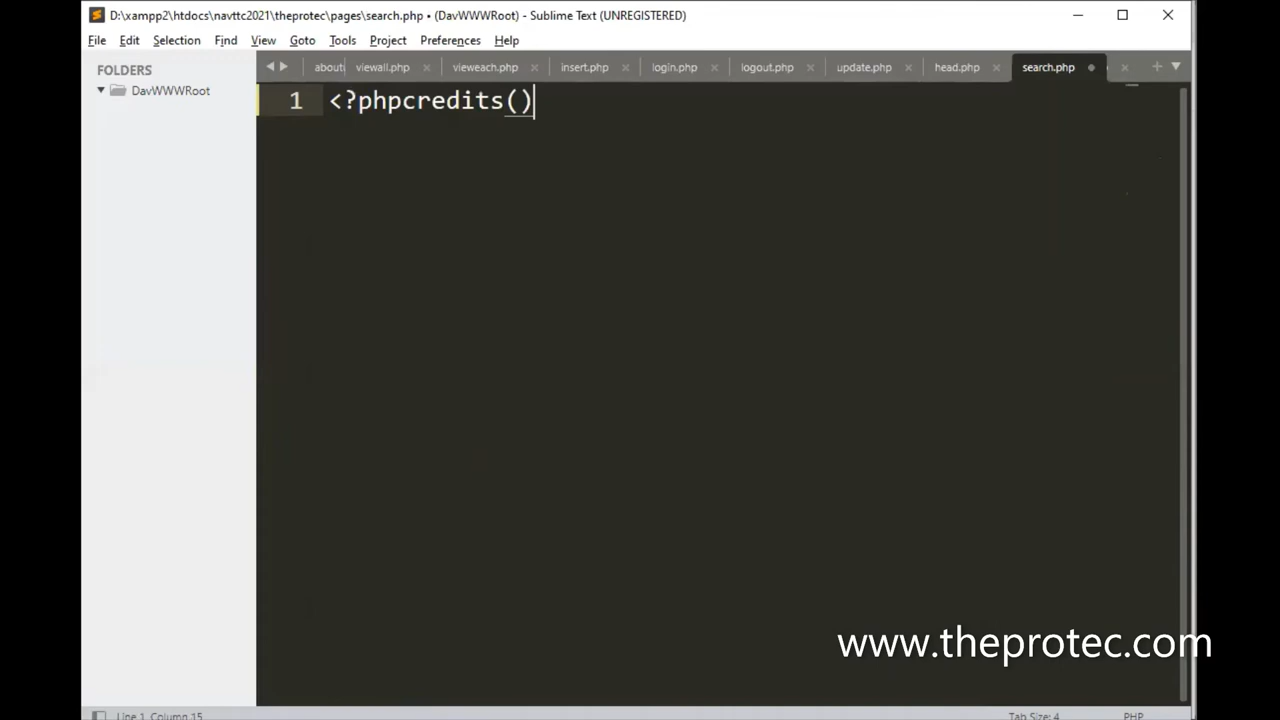 D:\xampp2\htdocs\navttc2021\theprotec\pages\search.php • (DavWWWRoot) - Sublime Text (UNREGISTERED)
File Edit Selection Find View Goto Tools Project Preferences Help
FOLDERS
DavWWWRoot
about viewall.php vieweach.php insert.php login.php logout.php update.php head.php search.php
1 <?phpcredits()
www.theprotec.com
Line 1, Column 15 Tab Size: 4 PHP